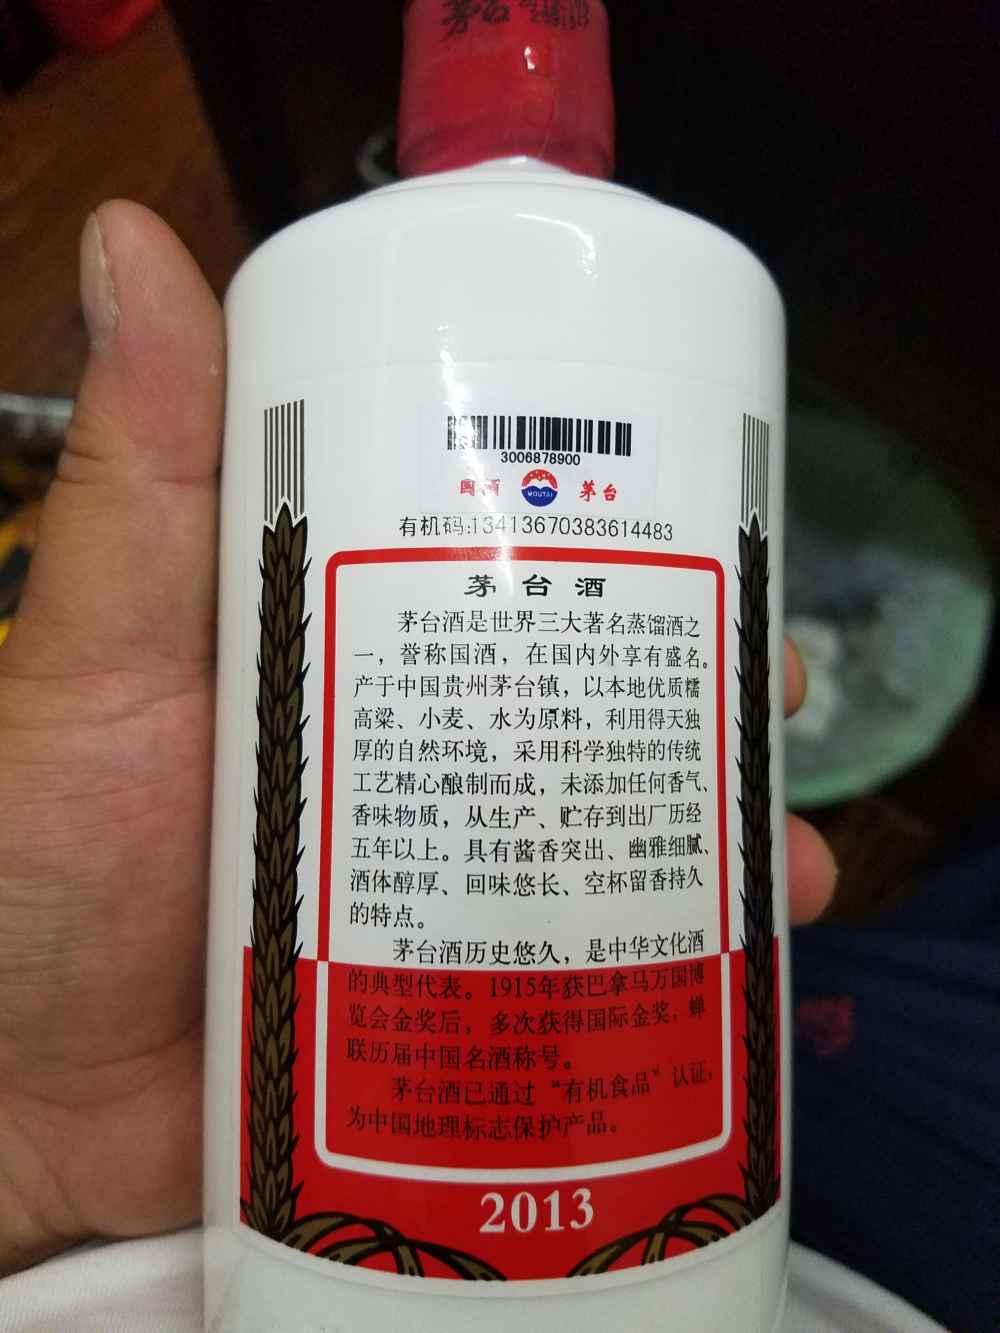 茅台
3006878900
国酒 MOUTAI 茅台
有机码:13413670383614483
茅台酒
茅台酒是世界三大著名蒸馏酒之
一，誉称国酒，在国内外享有盛名。
产于中国贵州茅台镇，以本地优质糯
高粱、小麦、水为原料，利用得天独
厚的自然环境，采用科学独特的传统
工艺精心酿制而成，未添加任何香气、
香味物质，从生产、贮存到出厂历经
五年以上。具有酱香突出、幽雅细腻、
酒体醇厚、回味悠长、空杯留香持久
的特点。
茅台酒历史悠久，是中华文化酒
的典型代表。1915年获巴拿马万国博
览会金奖后，多次获得国际金奖，蝉
联历届中国名酒称号。
茅台酒已通过“有机食品”认证，
为中国地理标志保护产品。
2013